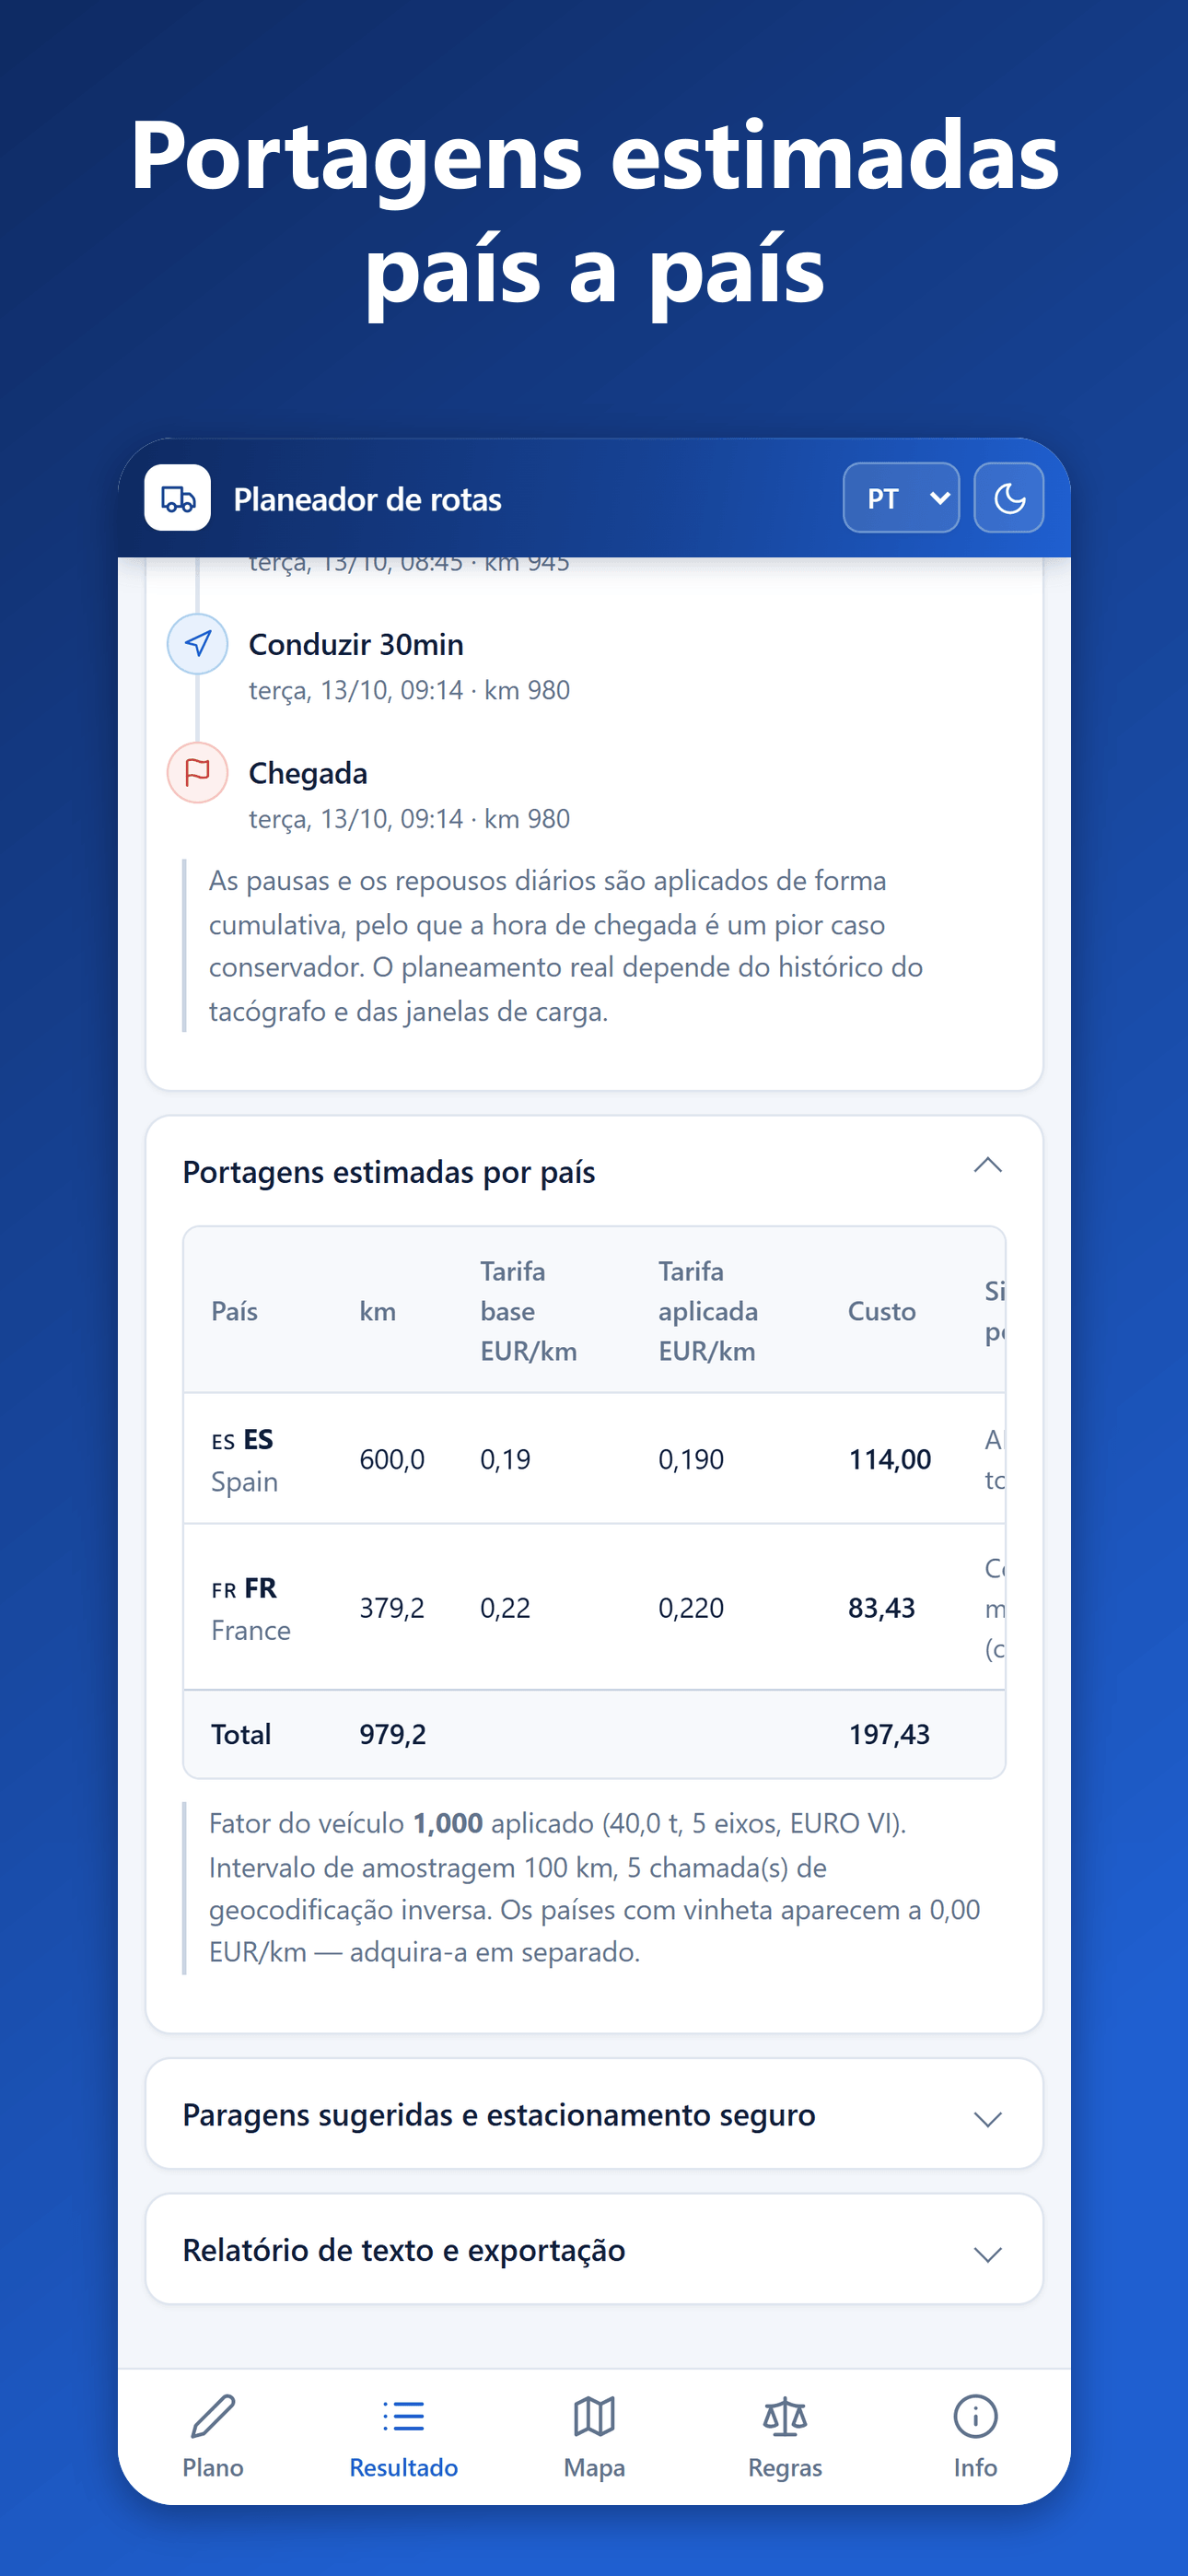 Portagens estimadas
país a país
Planeador de rotas
PT
terça, 13/10, 08:45 · km 945
Conduzir 30min
terça, 13/10, 09:14 · km 980
Chegada
terça, 13/10, 09:14 · km 980
As pausas e os repousos diários são aplicados de forma
cumulativa, pelo que a hora de chegada é um pior caso
conservador. O planeamento real depende do histórico do
tacógrafo e das janelas de carga.
Portagens estimadas por país
País km Tarifa base EUR/km Tarifa aplicada EUR/km Custo
ES ES Spain 600,0 0,19 0,190 114,00
FR FR France 379,2 0,22 0,220 83,43
Total 979,2 197,43
Fator do veículo 1,000 aplicado (40,0 t, 5 eixos, EURO VI).
Intervalo de amostragem 100 km, 5 chamada(s) de
geocodificação inversa. Os países com vinheta aparecem a 0,00
EUR/km — adquira-a em separado.
Paragens sugeridas e estacionamento seguro
Relatório de texto e exportação
Plano Resultado Mapa Regras Info